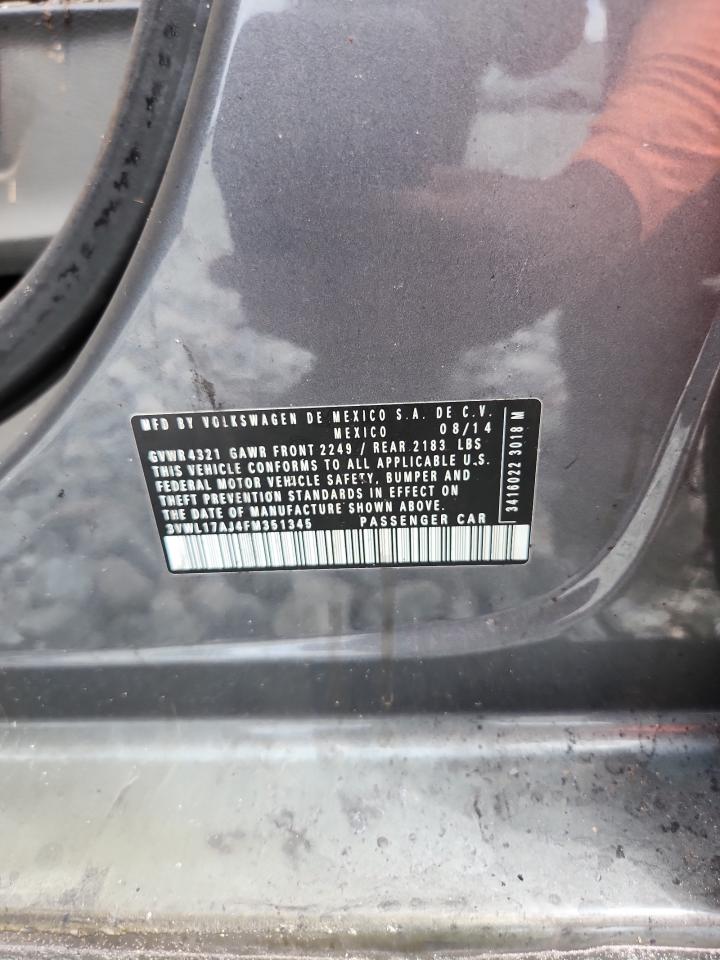 MFD BY VOLKSWAGEN DE MEXICO S.A. DE C.V.
MEXICO 08/14
GVWR 4321 GAWR FRONT 2249 / REAR 2183 LBS
THIS VEHICLE CONFORMS TO ALL APPLICABLE U.S.
FEDERAL MOTOR VEHICLE SAFETY, BUMPER AND
THEFT PREVENTION STANDARDS IN EFFECT ON
THE DATE OF MANUFACTURE SHOWN ABOVE.
3VWL17AJ4FM351345 PASSENGER CAR
3416022 3018 M